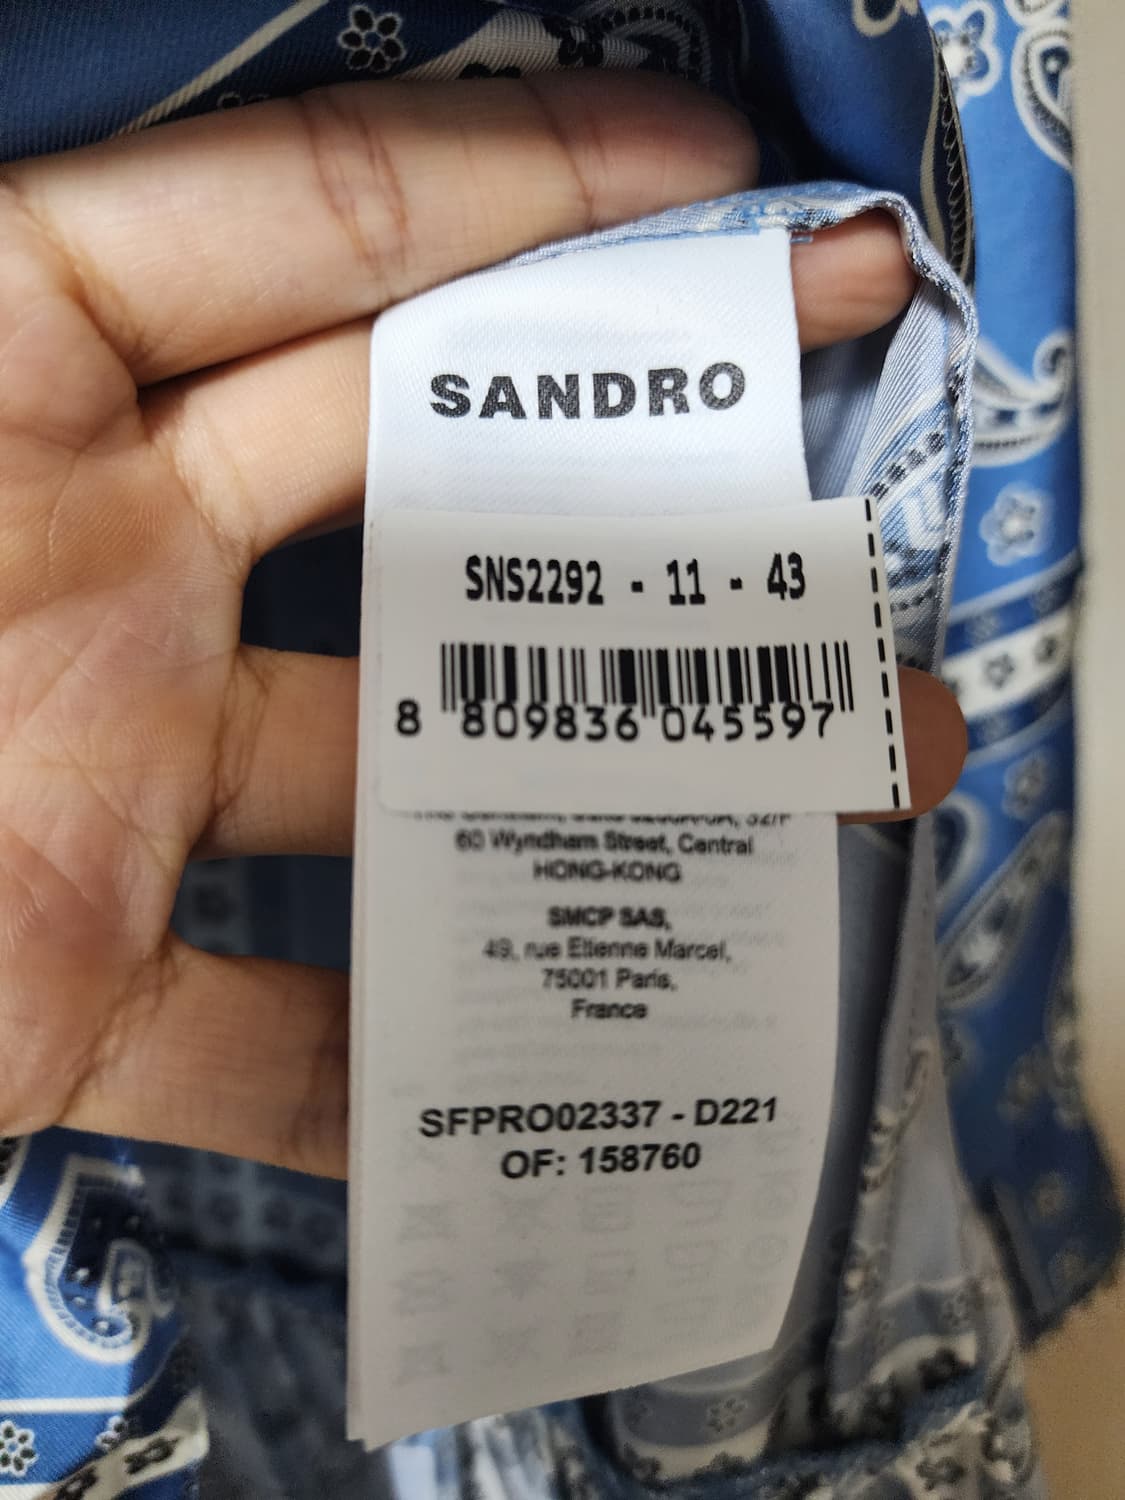 SANDRO
SNS2292 - 11 - 43
8 809836 045597
60 Wyndham Street, Central
HONG-KONG
SMCP SAS,
49, rue Etienne Marcel,
75001 Paris,
France
SFPRO02337 - D221
OF: 158760